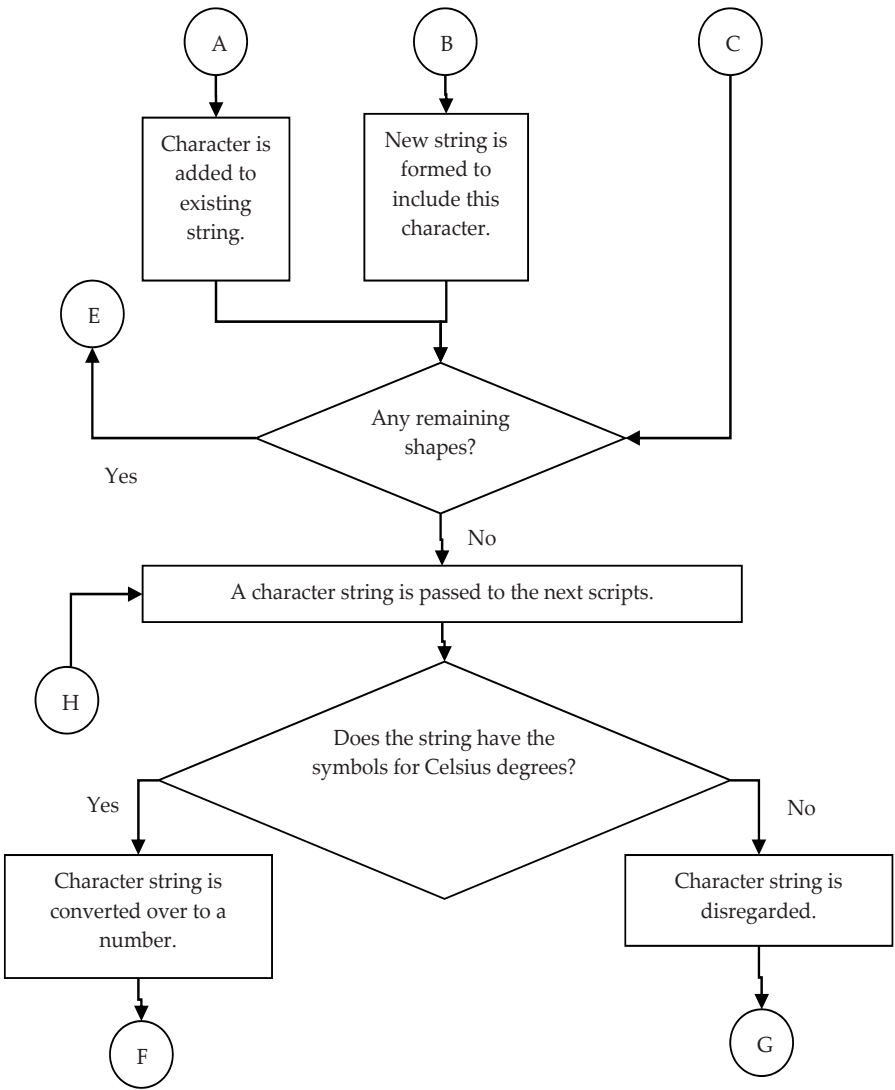 A
B
C
Character is
added to
existing
string.
New string is
formed to
include this
character.
E
Any remaining
shapes?
Yes
No
A character string is passed to the next scripts.
H
Does the string have the
symbols for Celsius degrees?
Yes
No
Character string is
converted over to a
number.
Character string is
disregarded.
F
G